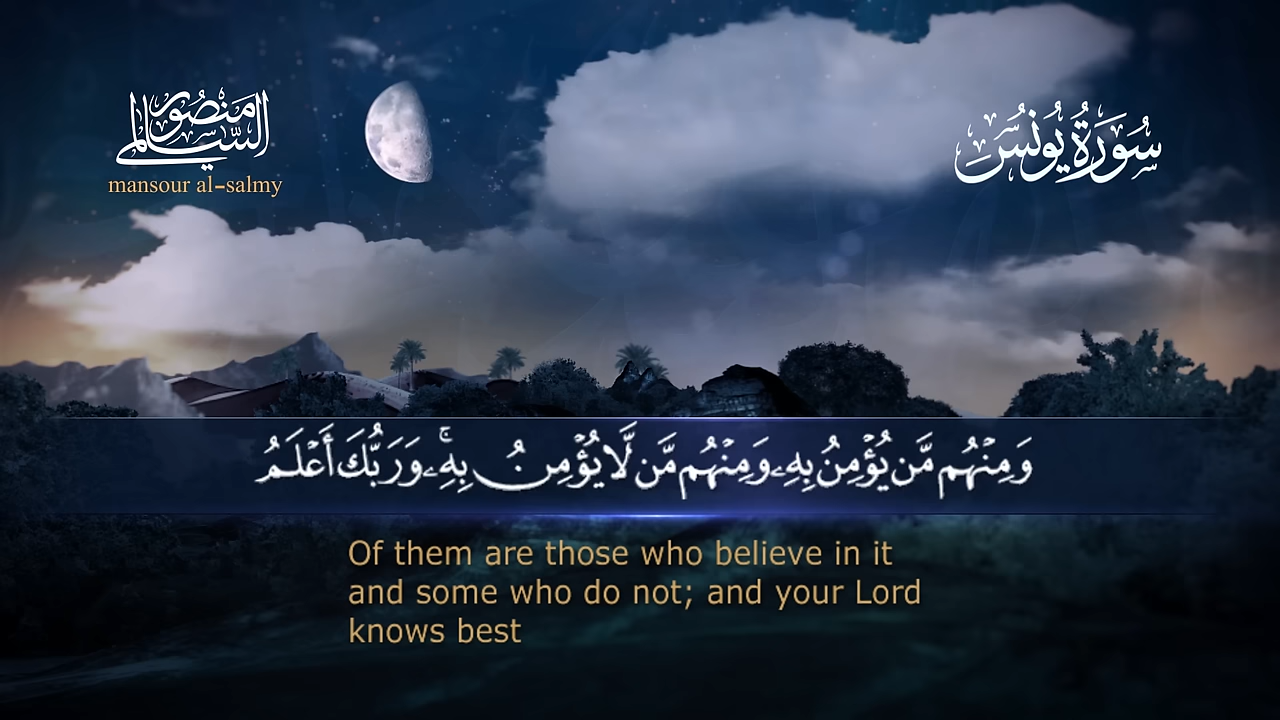 منصور
السالمي
mansour al-salmy
سُورَةُ يُونُس
وَمِنْهُم مَّن يُؤْمِنُ بِهِۦ وَمِنْهُم مَّن لَّا يُؤْمِنُ بِهِۦ ۚ وَرَبُّكَ أَعْلَمُ
Of them are those who believe in it
and some who do not; and your Lord
knows best